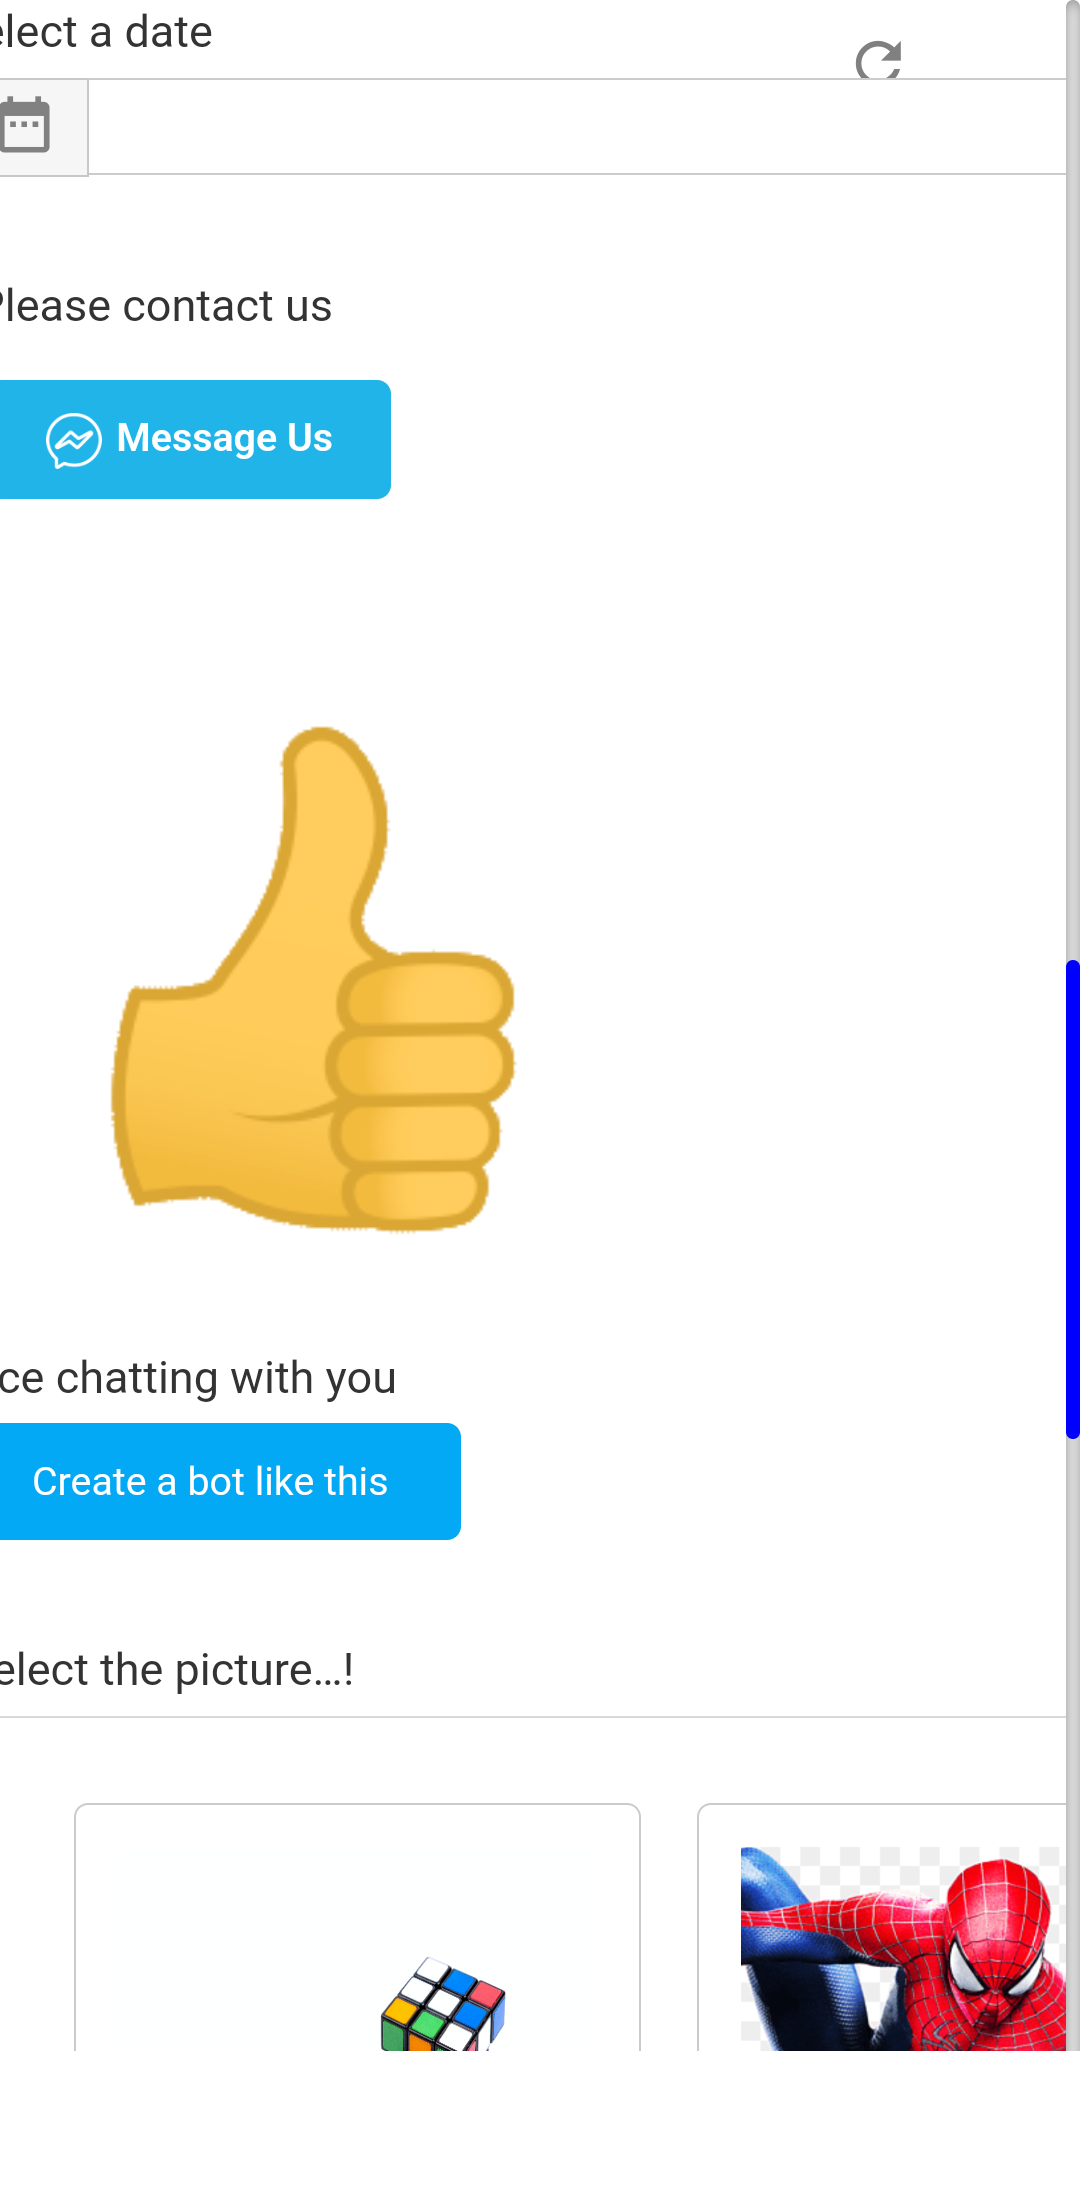 elect a date
Please contact us
Message Us
ce chatting with you
Create a bot like this
elect the picture...!